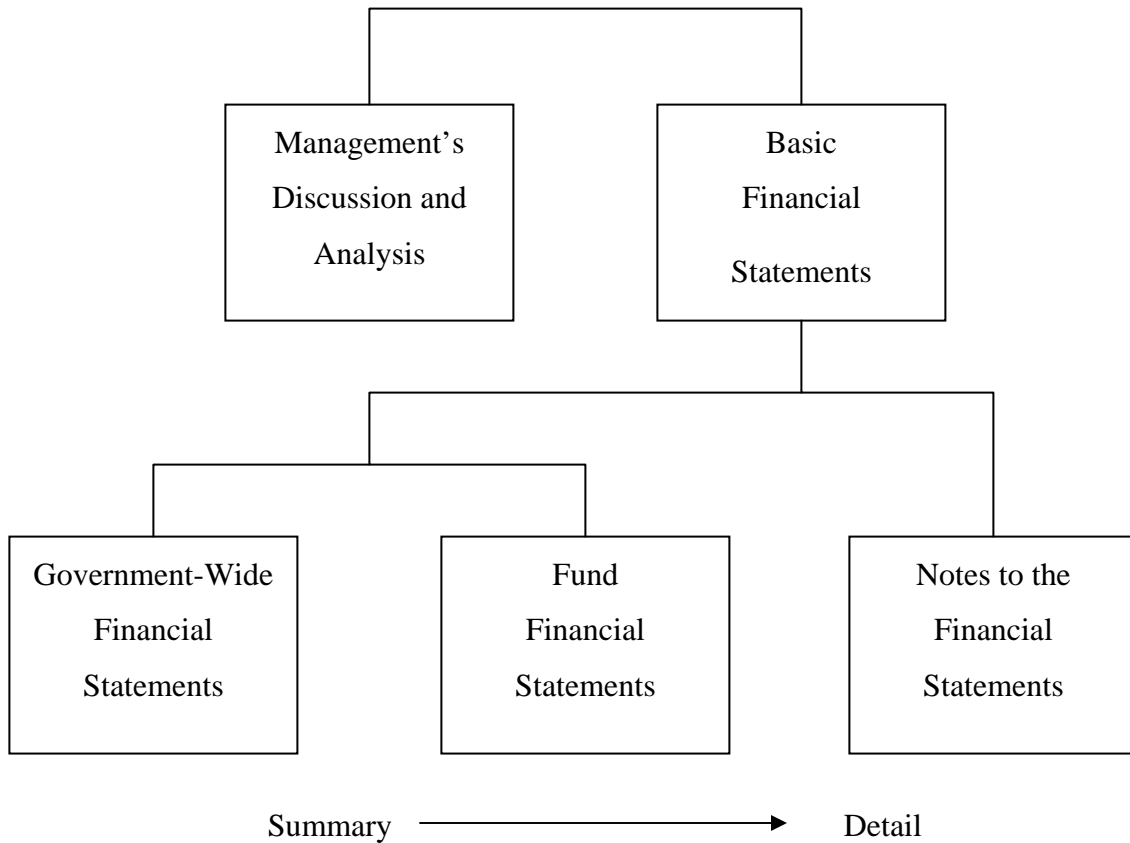 Management’s
Discussion and
Analysis
Basic
Financial
Statements
Government-Wide
Financial
Statements
Fund
Financial
Statements
Notes to the
Financial
Statements
Summary
Detail